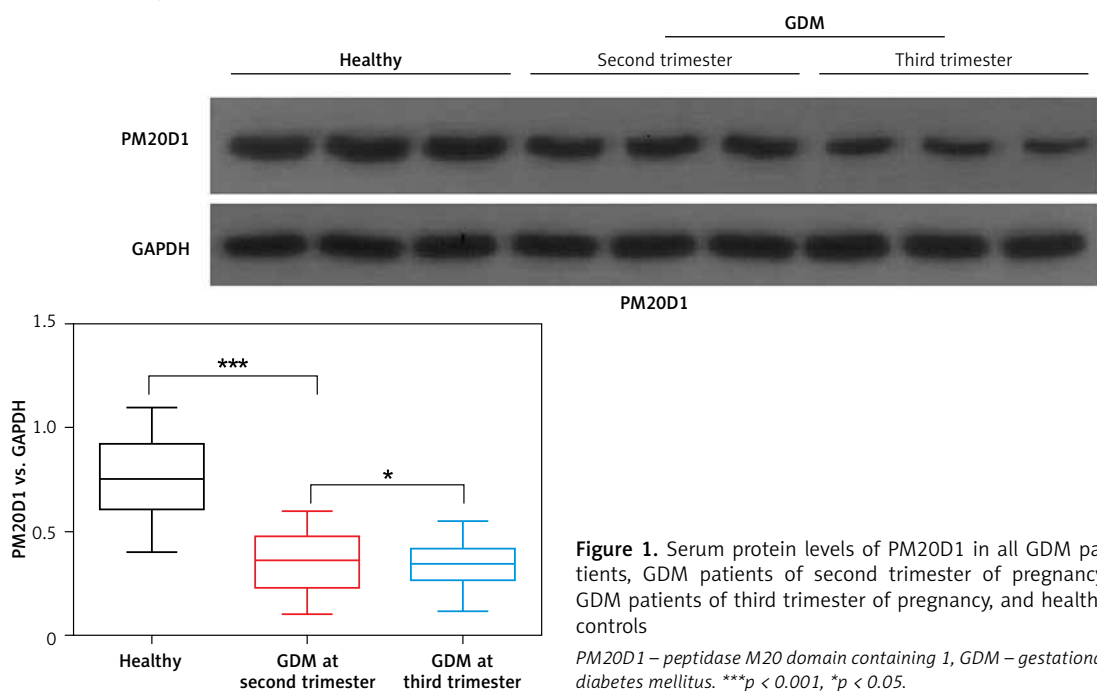 GDM
Healthy Second trimester Third trimester
PM20D1
GAPDH
PM20D1
1.5
1.0
0.5
0
PM20D1 vs. GAPDH
***
*
Healthy
GDM at
second trimester
GDM at
third trimester
Figure 1. Serum protein levels of PM20D1 in all GDM pa
tients, GDM patients of second trimester of pregnancy
GDM patients of third trimester of pregnancy, and health
controls
PM20D1 – peptidase M20 domain containing 1, GDM – gestationa
diabetes mellitus. ***p < 0.001, *p < 0.05.